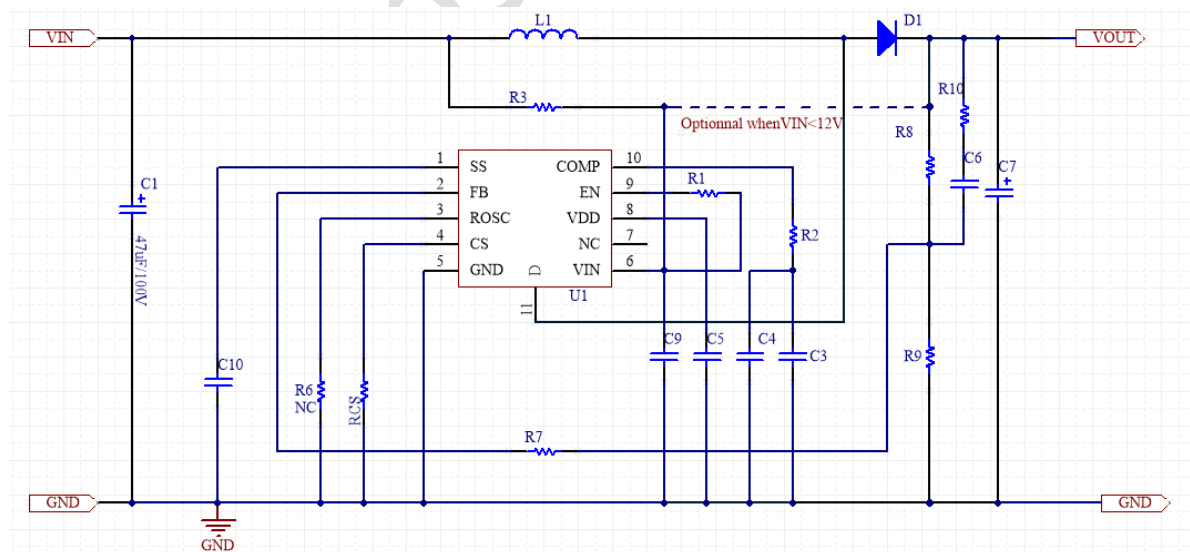 L1
D1
VIN
VOUT
R3
R10
Optionnal whenVIN<12V
R8
1 SS COMP 10
C6
C7
C1
2 FB EN 9
R1
3 ROSC VDD 8
R2
4 CS NC 7
47uF/100V
5 GND D VIN 6
U1
11
C9
C5
C4
C3
R9
C10
R6
NC
RCS
R7
GND
GND
GND